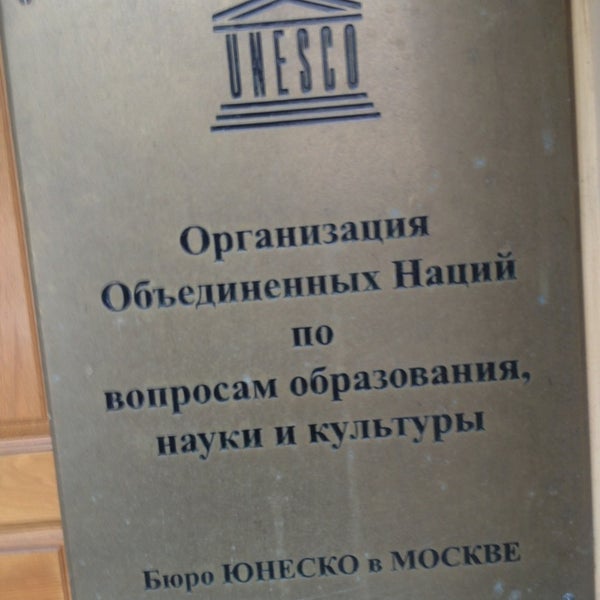 UNESCO
Организация
Объединенных Наций
по
вопросам образования,
науки и культуры
Бюро ЮНЕСКО в МОСКВЕ